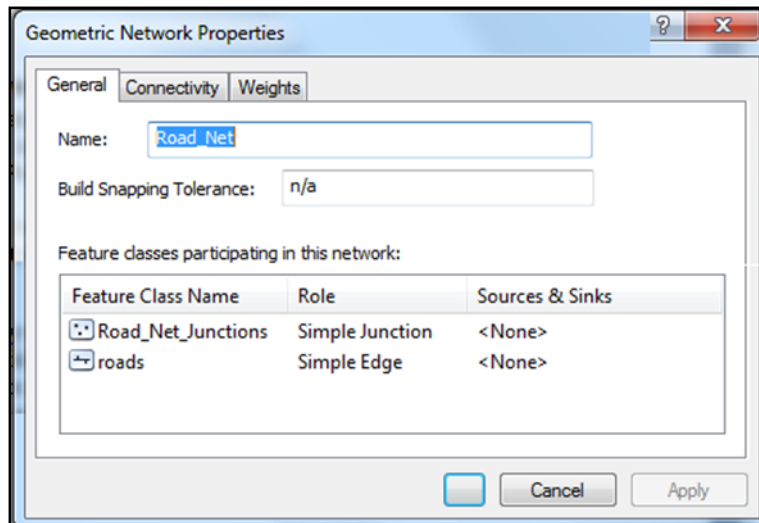 Geometric Network Properties
General Connectivity Weights
Name: Road_Net
Build Snapping Tolerance: n/a
Feature classes participating in this network:
Feature Class Name Role Sources & Sinks
Road_Net_Junctions Simple Junction <None>
roads Simple Edge <None>
Cancel Apply